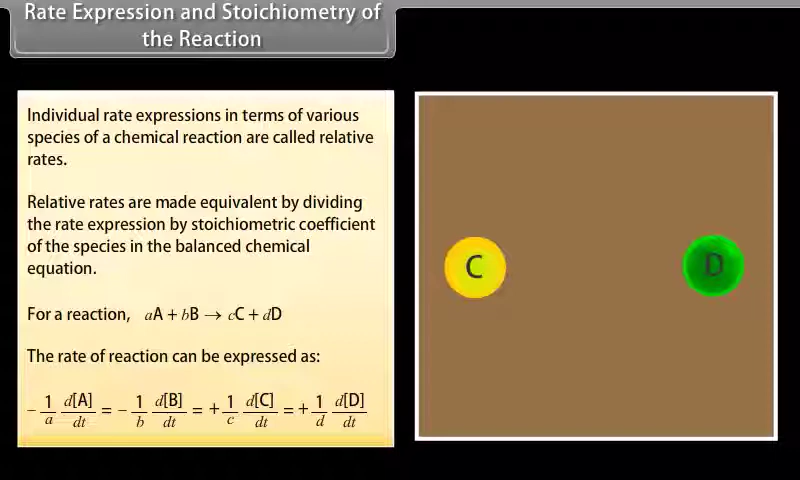 Rate Expression and Stoichiometry of
the Reaction
Individual rate expressions in terms of various
species of a chemical reaction are called relative
rates.
Relative rates are made equivalent by dividing
the rate expression by stoichiometric coefficient
of the species in the balanced chemical
equation.
For a reaction, aA + bB → cC + dD
The rate of reaction can be expressed as:
− 1/a d[A]/dt = − 1/b d[B]/dt = + 1/c d[C]/dt = + 1/d d[D]/dt
C
D